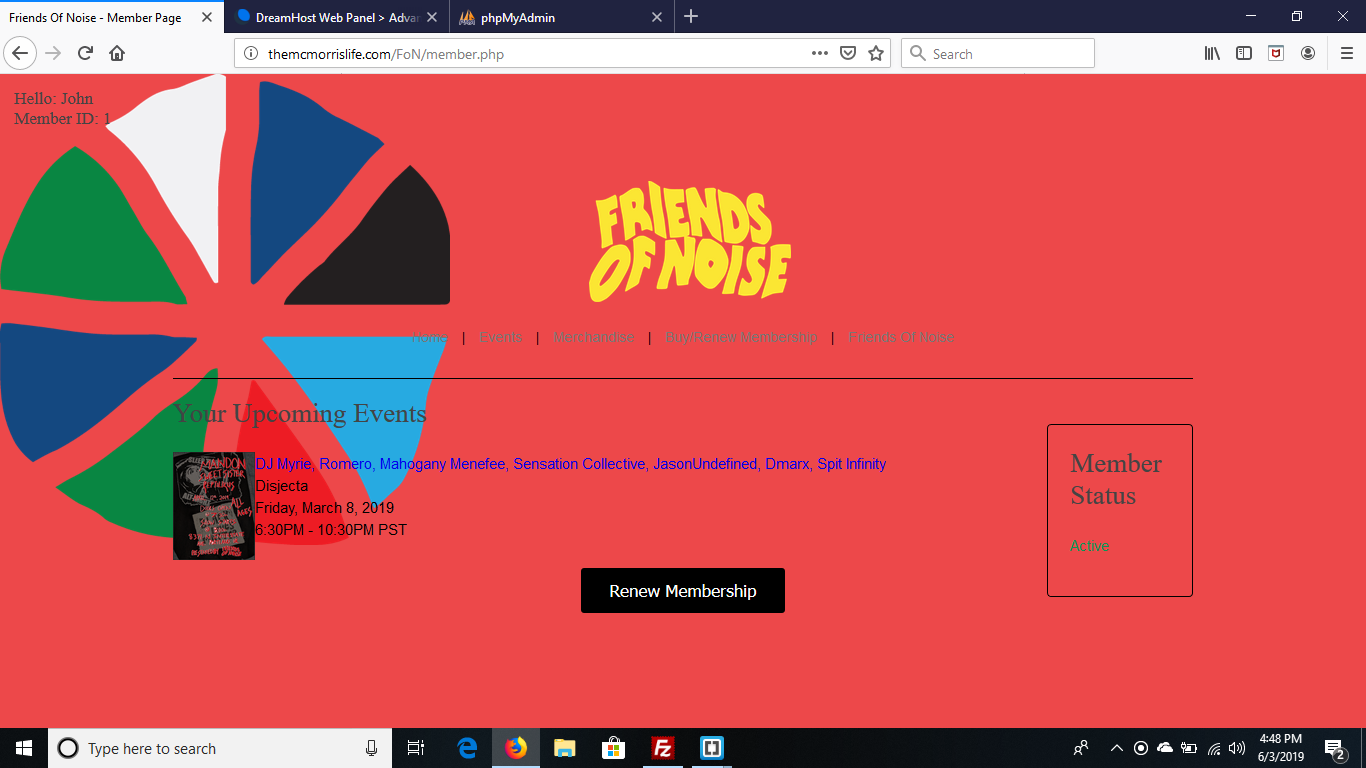 Friends Of Noise - Member Page
DreamHost Web Panel > Advan
phpMyAdmin
themcmorrislife.com/FoN/member.php
Search
Hello: John
Member ID: 1
FRIENDS
OF NOISE
Home | Events | Merchandise | Buy/Renew Membership | Friends Of Noise
Your Upcoming Events
DJ Myrie, Romero, Mahogany Menefee, Sensation Collective, JasonUndefined, Dmarx, Spit Infinity
Disjecta
Friday, March 8, 2019
6:30PM - 10:30PM PST
Member
Status
Active
Renew Membership
Type here to search
4:48 PM
6/3/2019
2